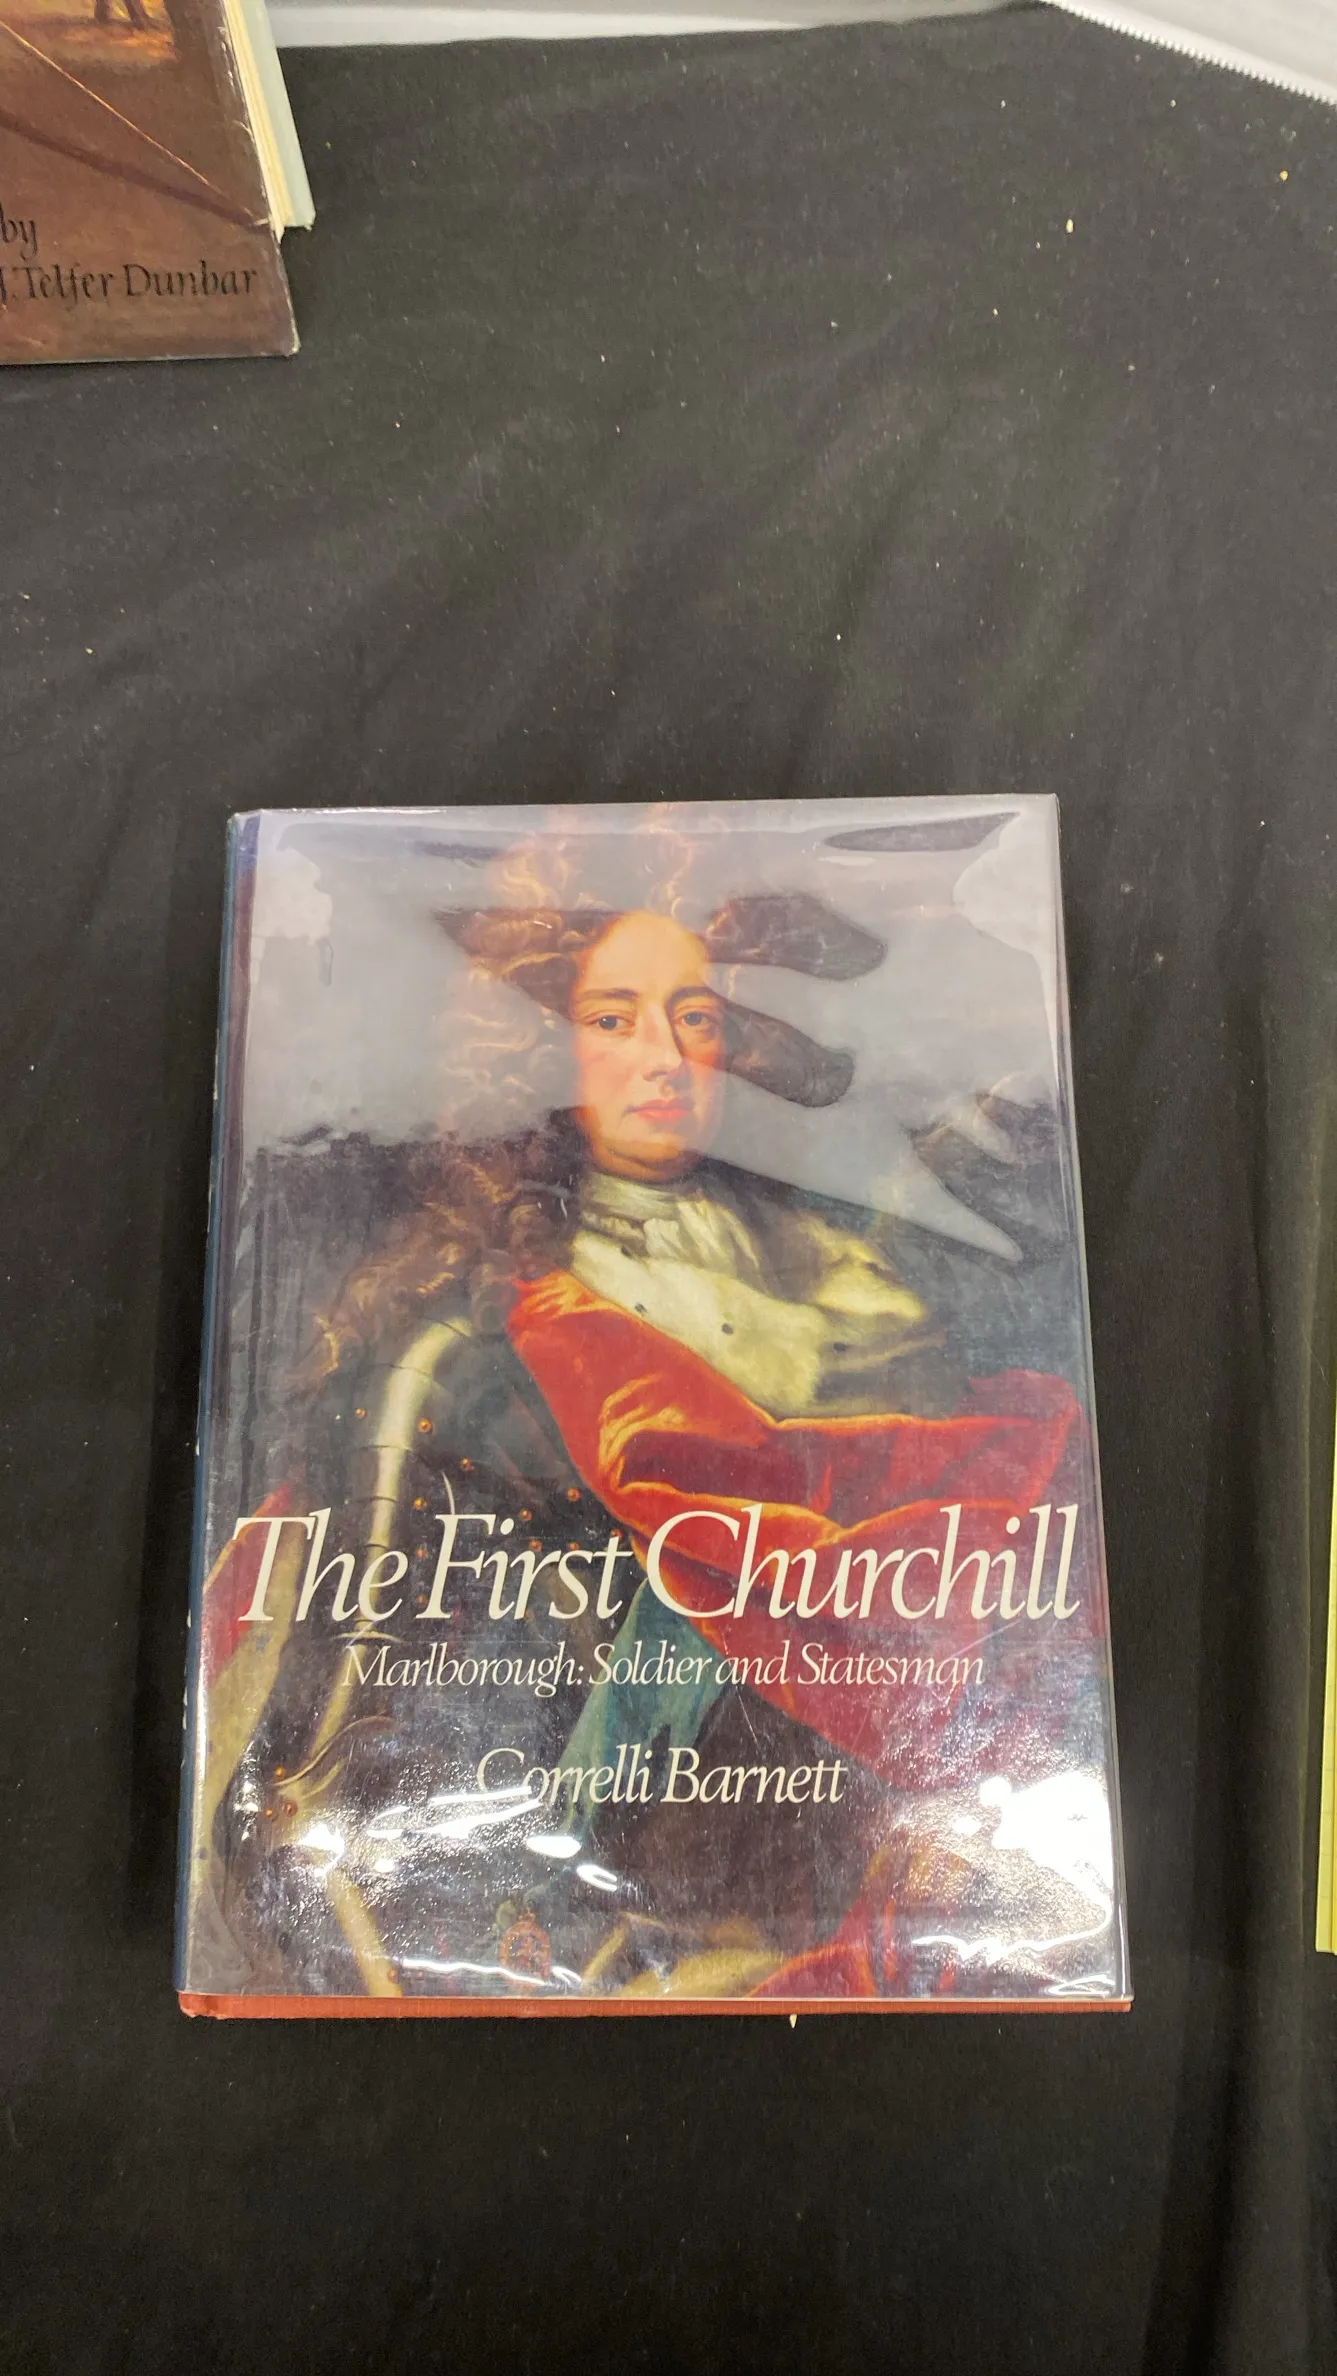 by
J. Telfer Dunbar
The First Churchill
Marlborough: Soldier and Statesman
Correlli Barnett